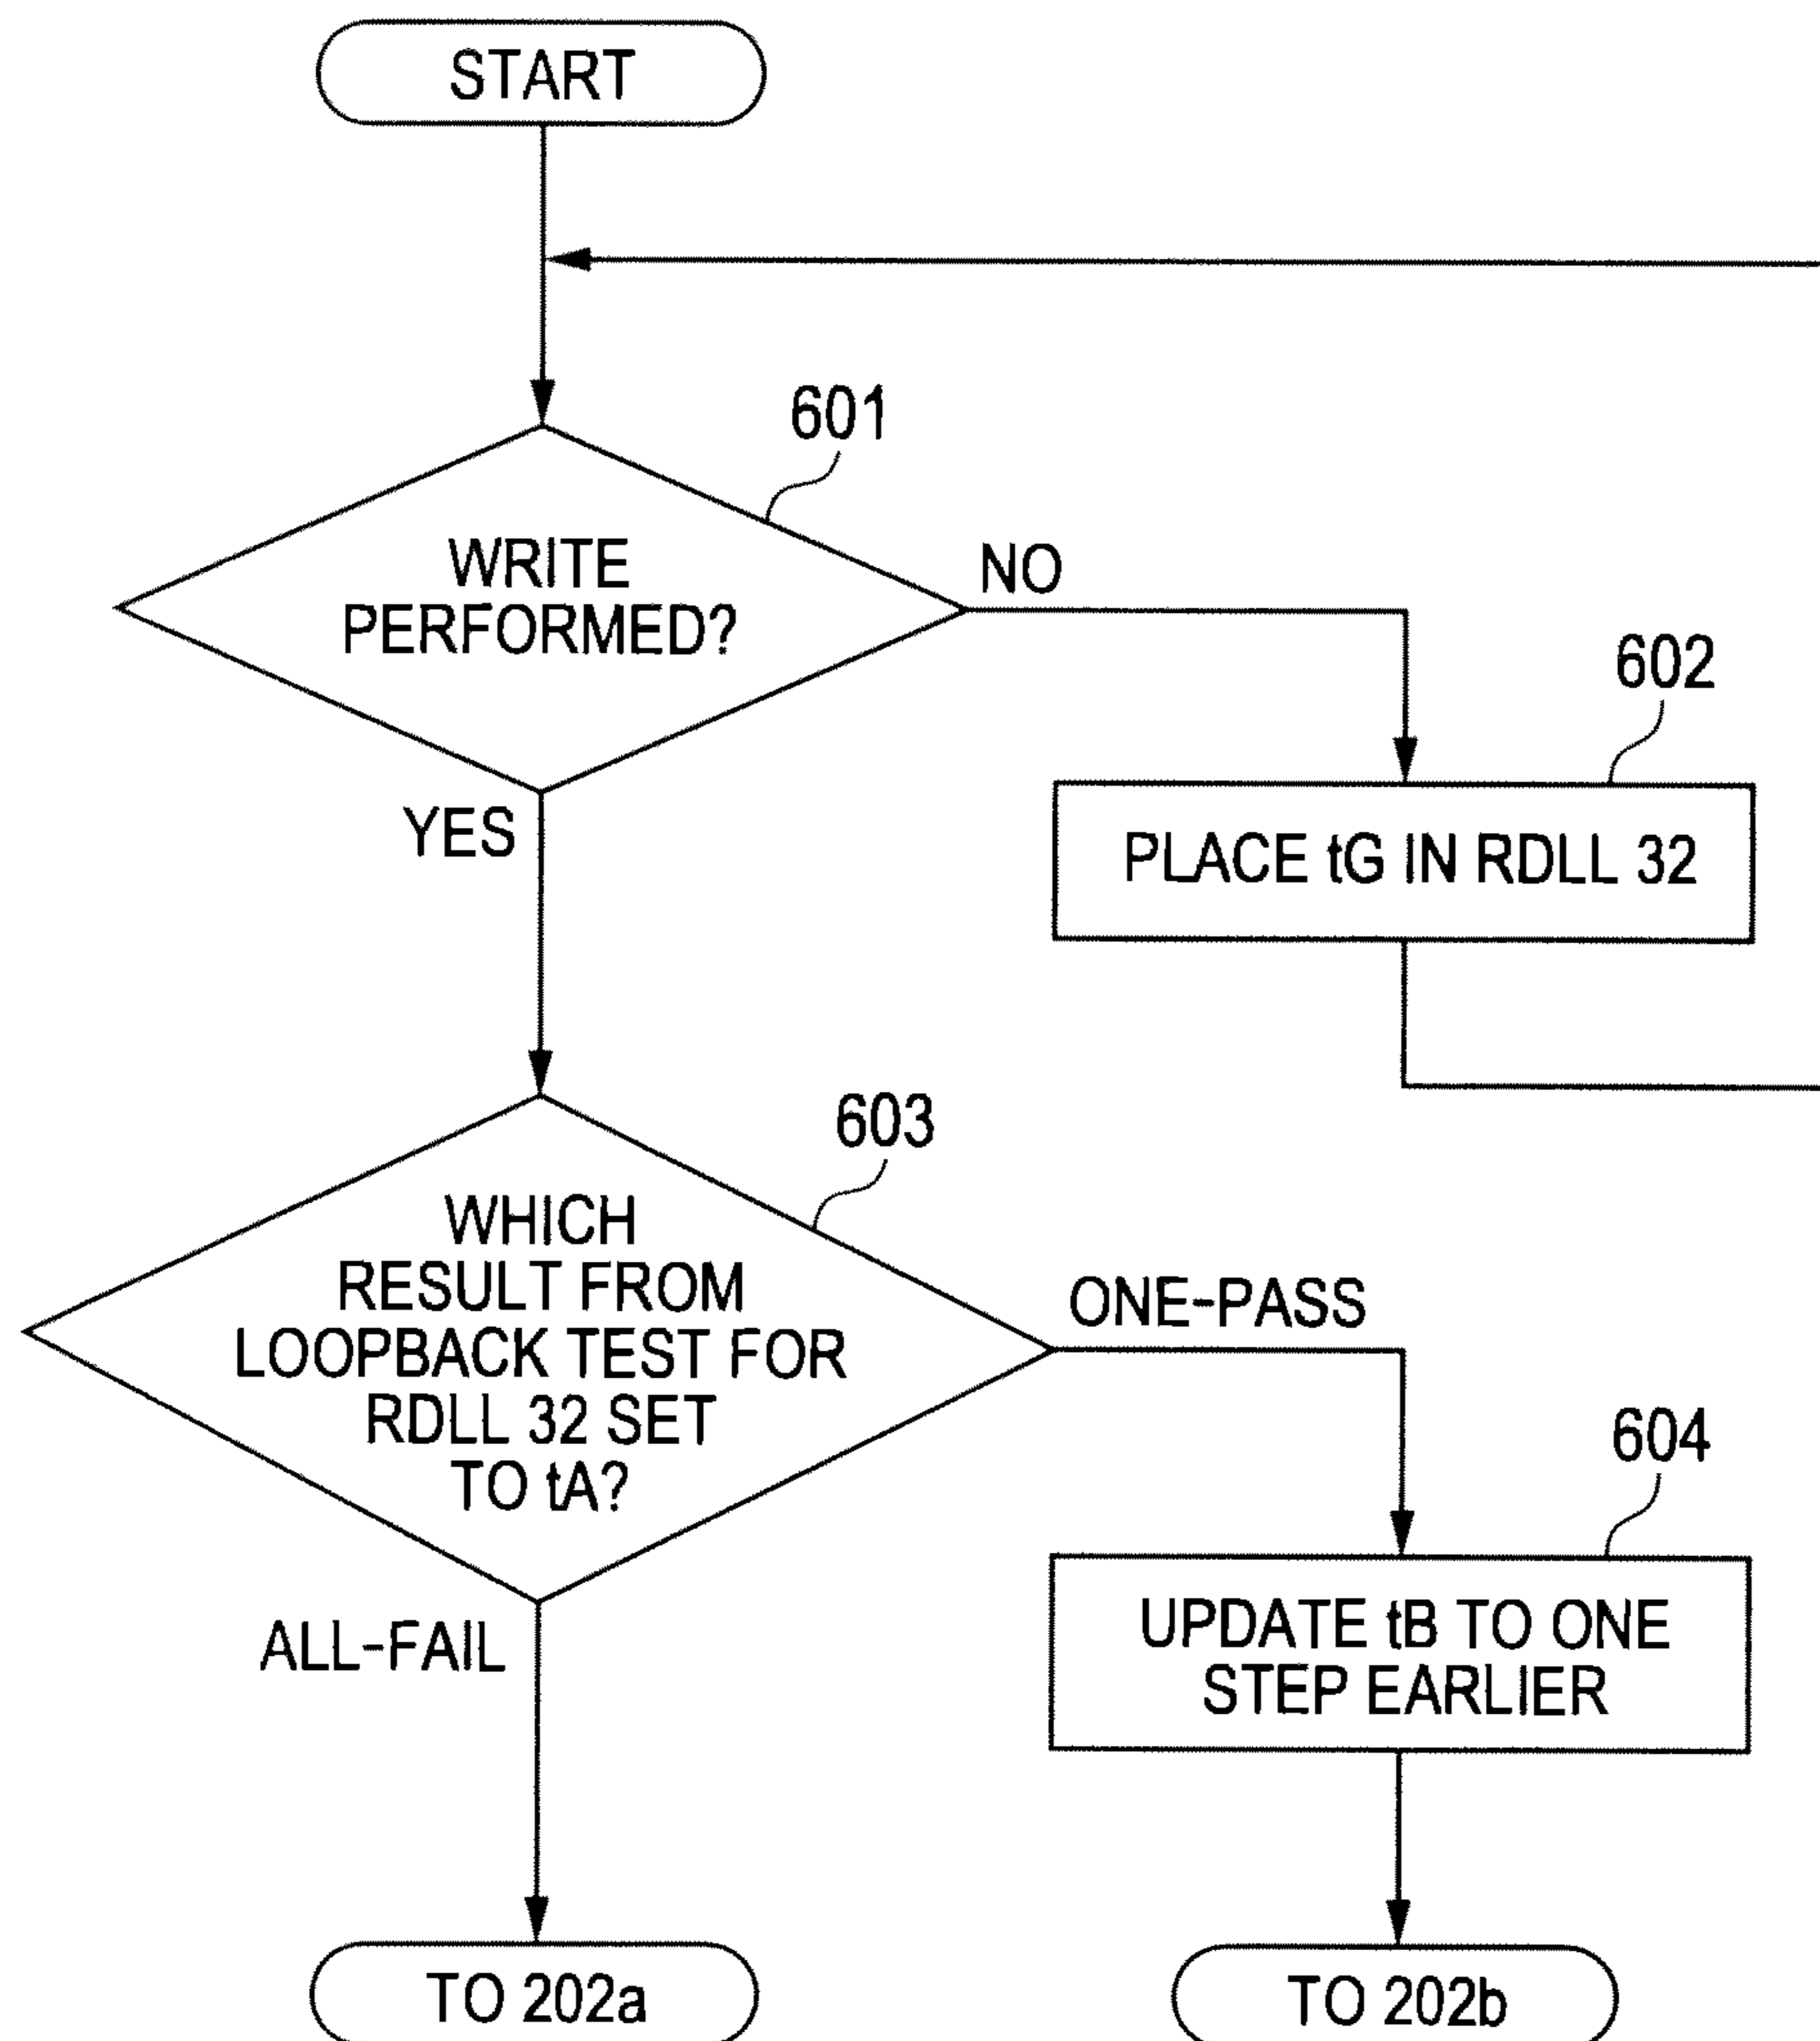 START
601
WRITE
PERFORMED?
NO
602
YES
PLACE tG IN RDLL 32
603
WHICH
RESULT FROM
LOOPBACK TEST FOR
RDLL 32 SET
TO tA?
ONE-PASS
604
ALL-FAIL
UPDATE tB TO ONE
STEP EARLIER
TO 202a
TO 202b